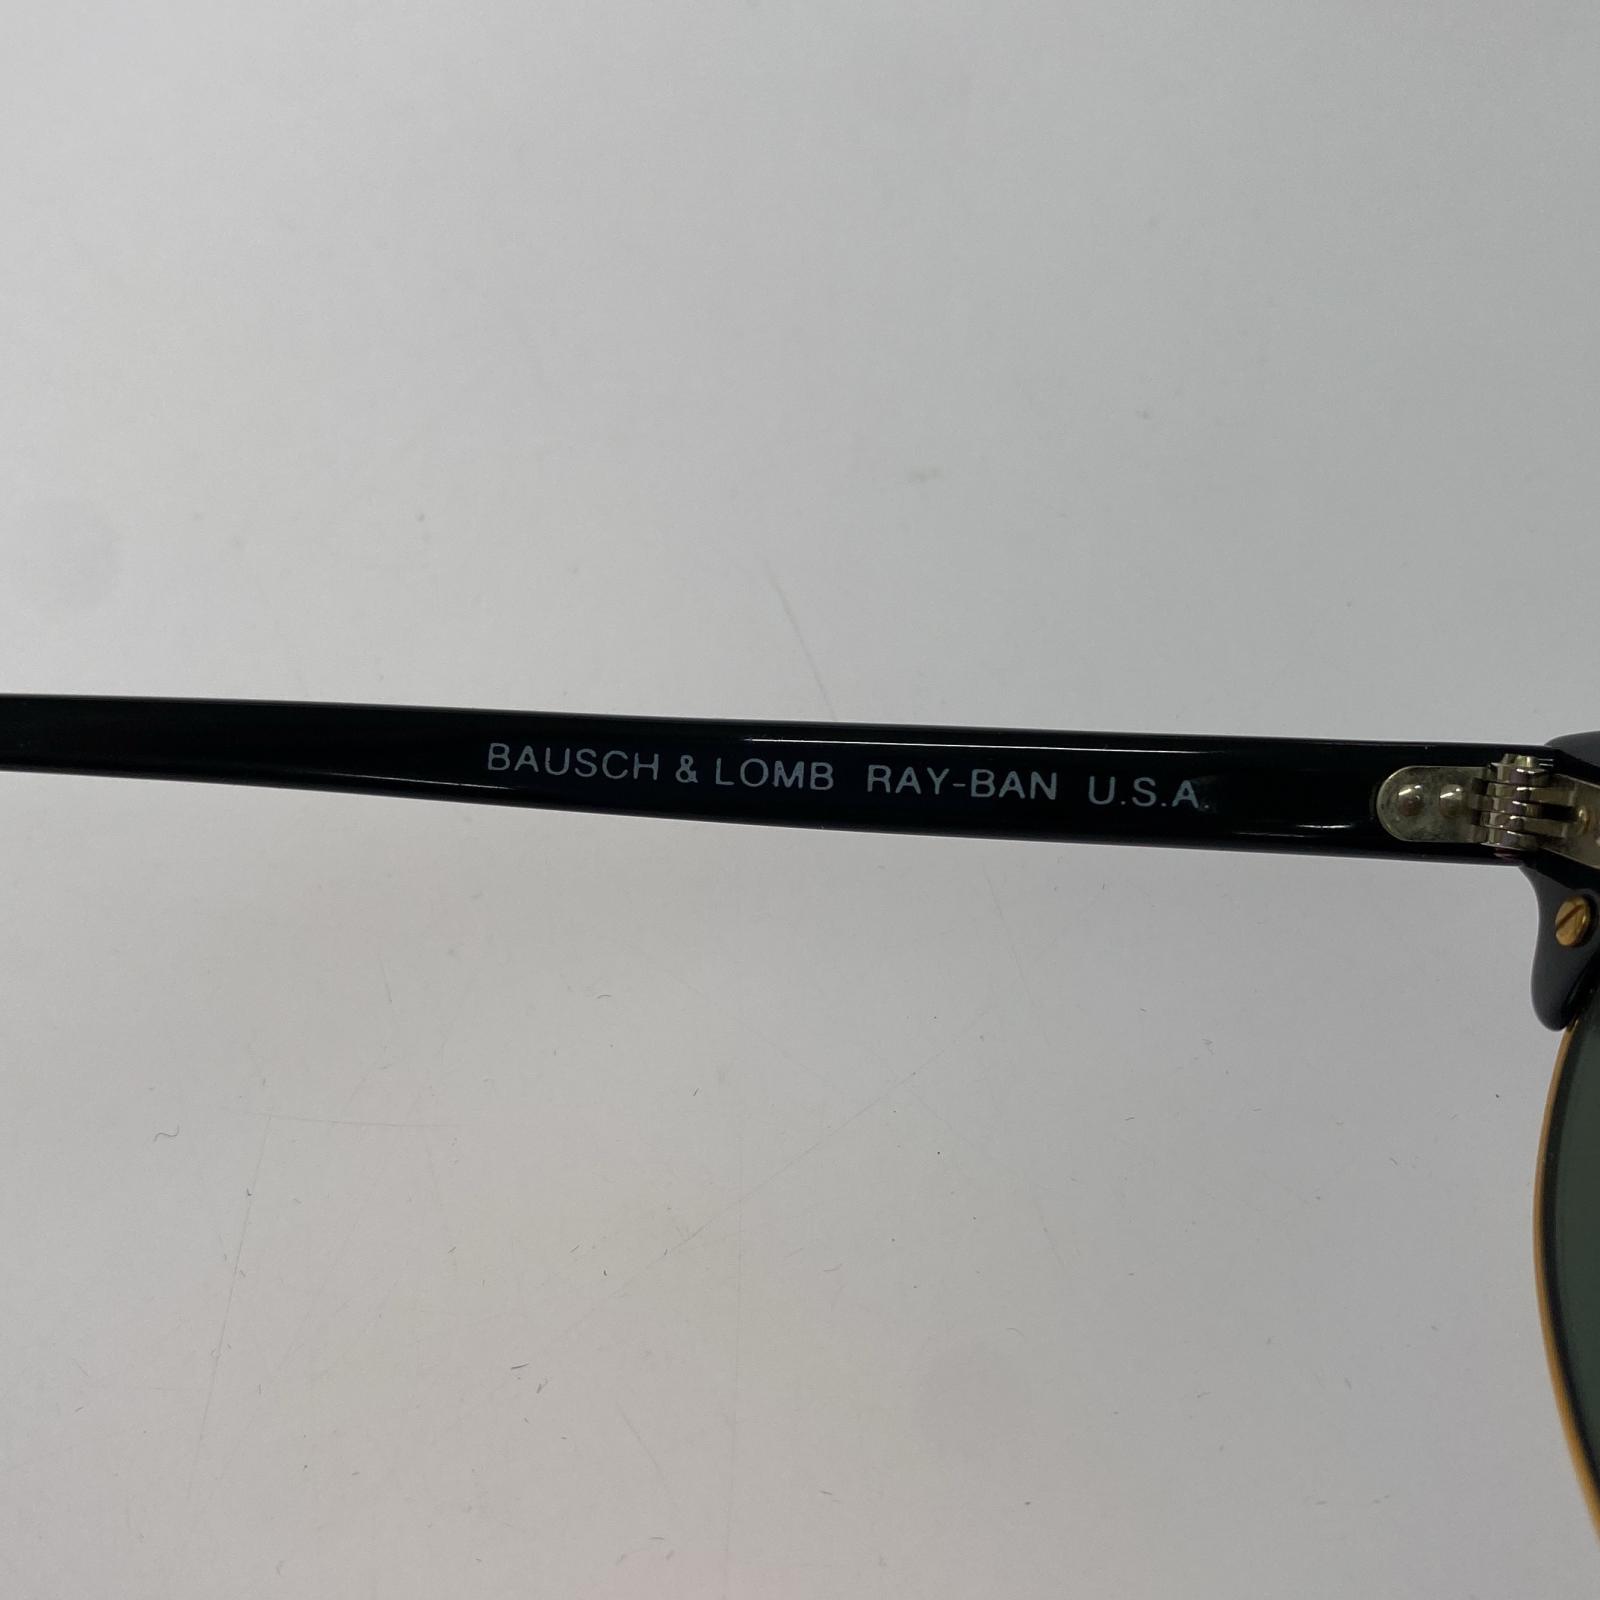 BAUSCH & LOMB RAY-BAN U.S.A.